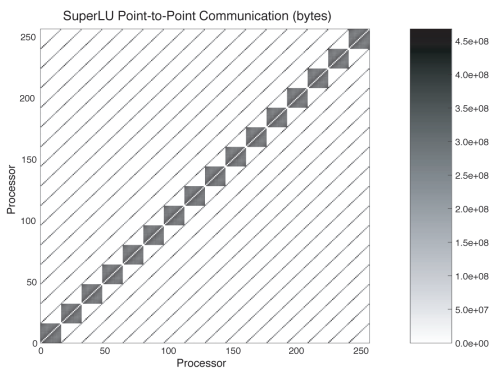 SuperLU Point-to-Point Communication (bytes)
250
200
150
100
50
0
Processor
0 50 100 150 200 250
Processor
4.5e+08
4.0e+08
3.5e+08
3.0e+08
2.5e+08
2.0e+08
1.5e+08
1.0e+08
5.0e+07
0.0e+00